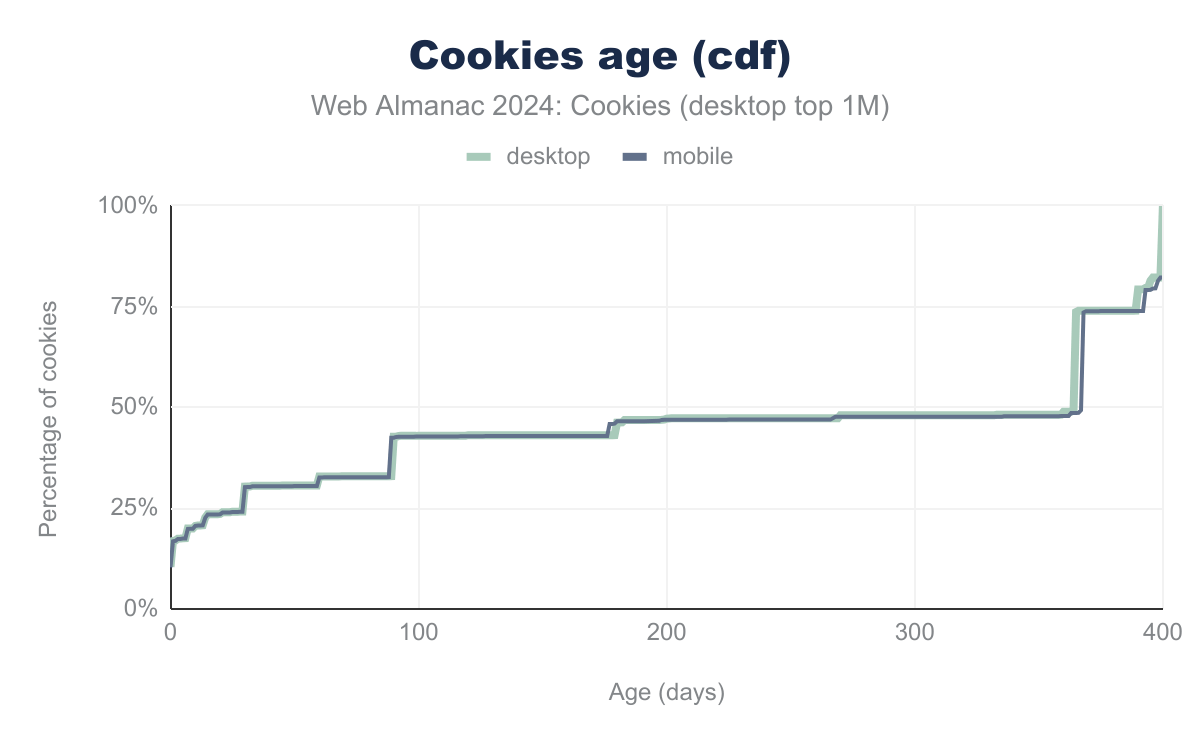 Cookies age (cdf)
Web Almanac 2024: Cookies (desktop top 1M)
desktop mobile
Percentage of cookies
100%
75%
50%
25%
0%
0 100 200 300 400
Age (days)